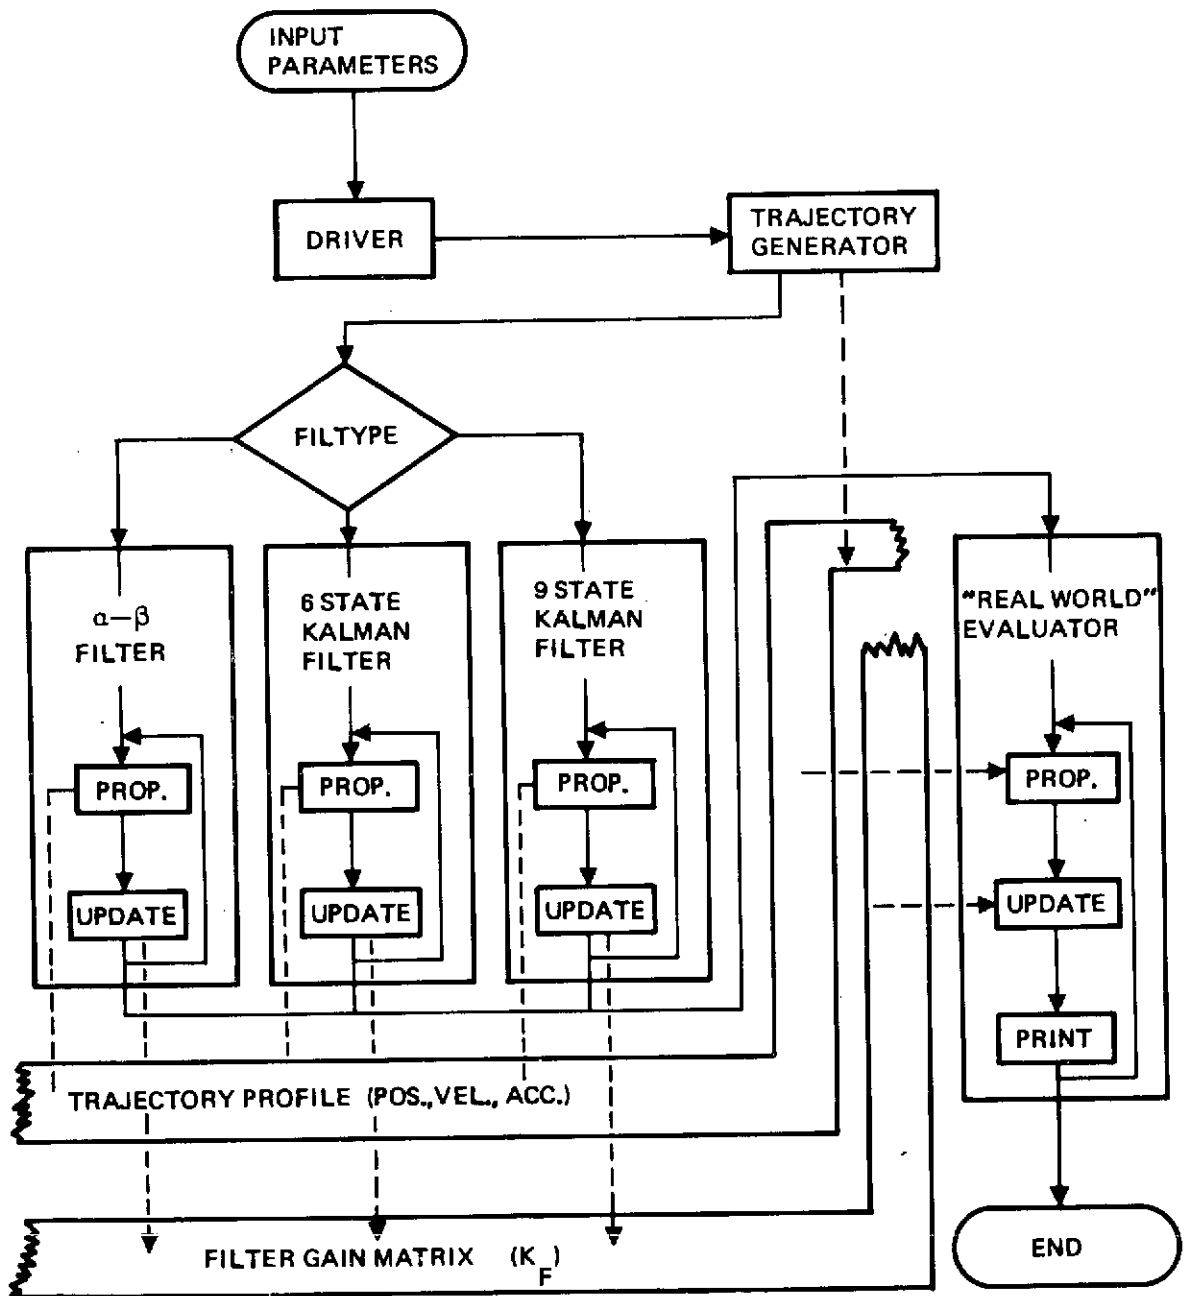 INPUT
PARAMETERS
DRIVER
TRAJECTORY
GENERATOR
FILTYPE
α–β
FILTER
PROP.
UPDATE
6 STATE
KALMAN
FILTER
PROP.
UPDATE
9 STATE
KALMAN
FILTER
PROP.
UPDATE
"REAL WORLD"
EVALUATOR
PROP.
UPDATE
PRINT
TRAJECTORY PROFILE (POS.,VEL., ACC.)
FILTER GAIN MATRIX (K_F)
END